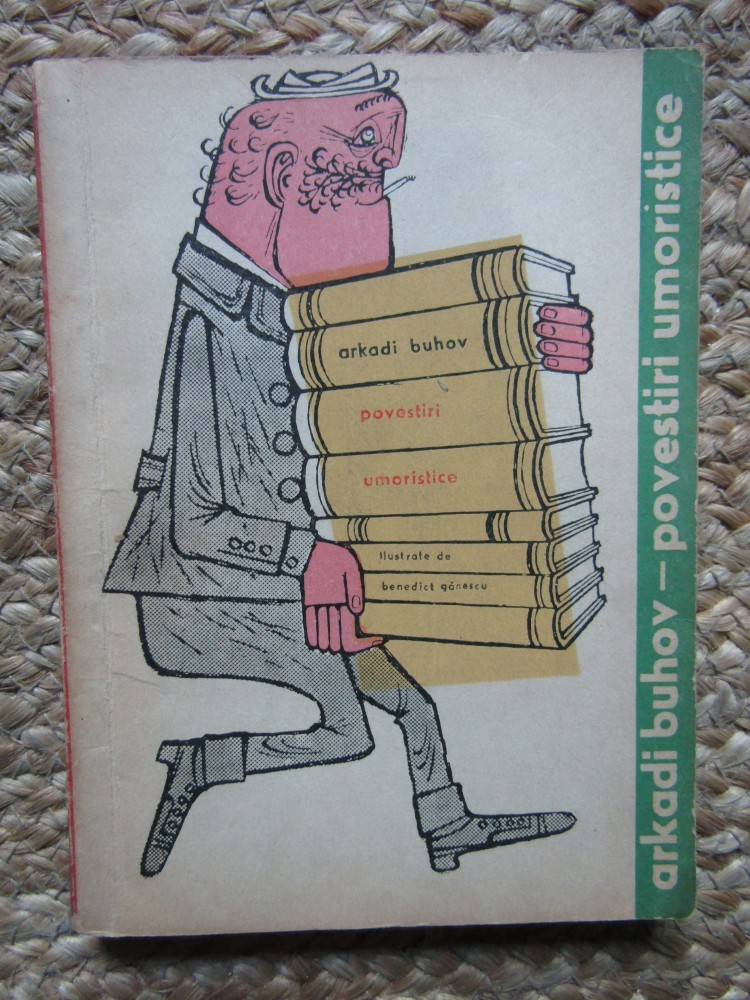 arkadi buhov
povestiri
umoristice
Ilustrate de
benedict gănescu
arkadi buhov — povestiri umoristice